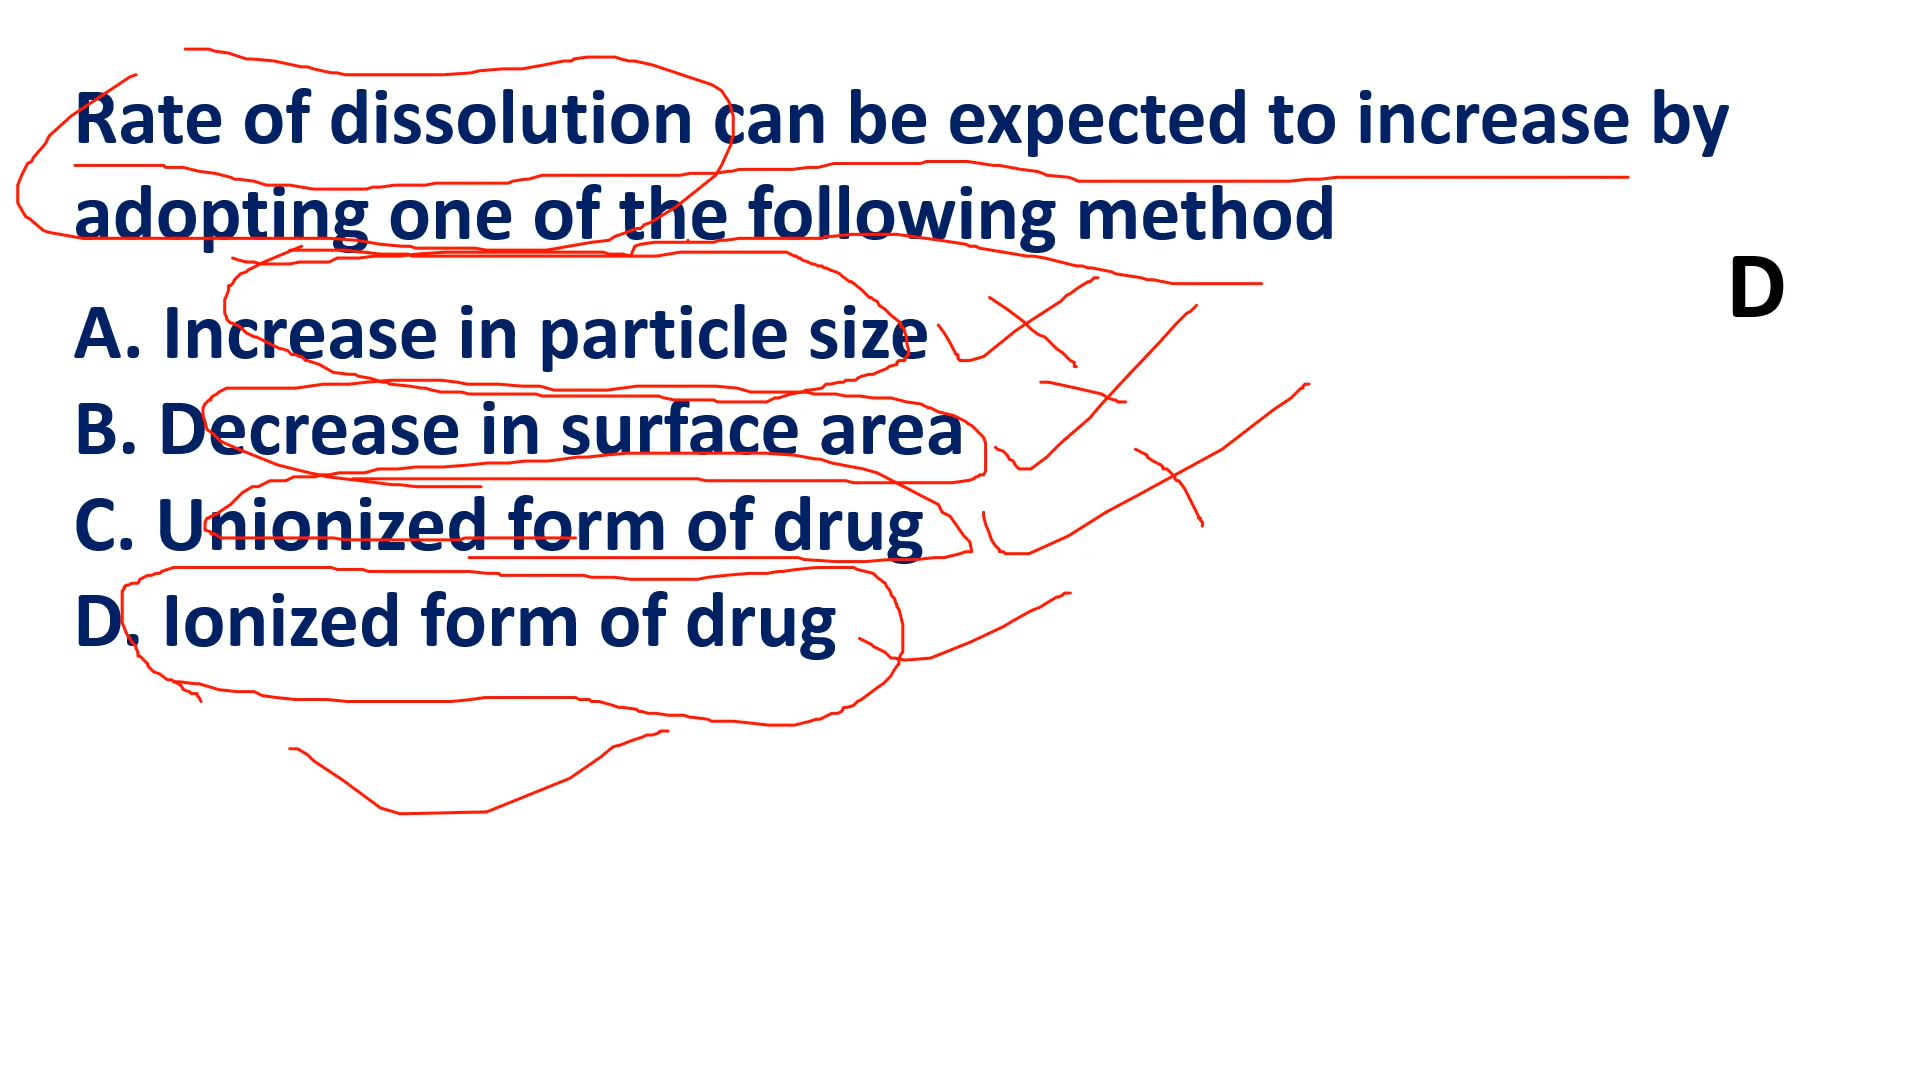 Rate of dissolution can be expected to increase by
adopting one of the following method
D
A. Increase in particle size
B. Decrease in surface area
C. Unionized form of drug
D. Ionized form of drug